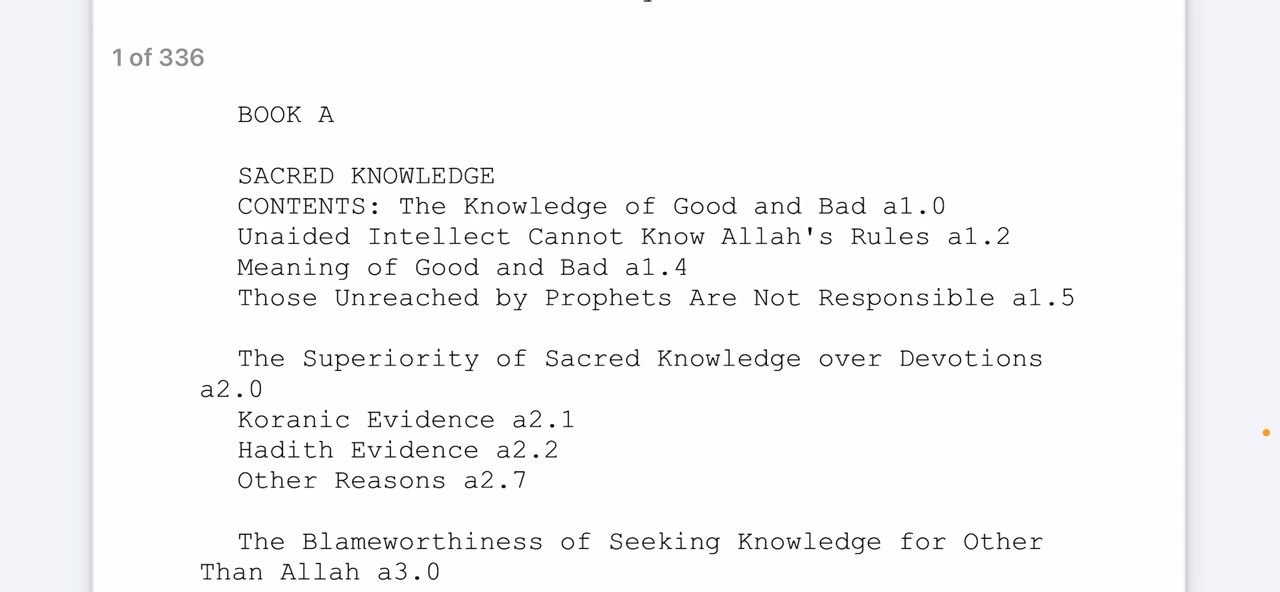 1 of 336
BOOK A
SACRED KNOWLEDGE
CONTENTS: The Knowledge of Good and Bad a1.0
Unaided Intellect Cannot Know Allah's Rules a1.2
Meaning of Good and Bad a1.4
Those Unreached by Prophets Are Not Responsible a1.5
The Superiority of Sacred Knowledge over Devotions
a2.0
Koranic Evidence a2.1
Hadith Evidence a2.2
Other Reasons a2.7
The Blameworthiness of Seeking Knowledge for Other
Than Allah a3.0